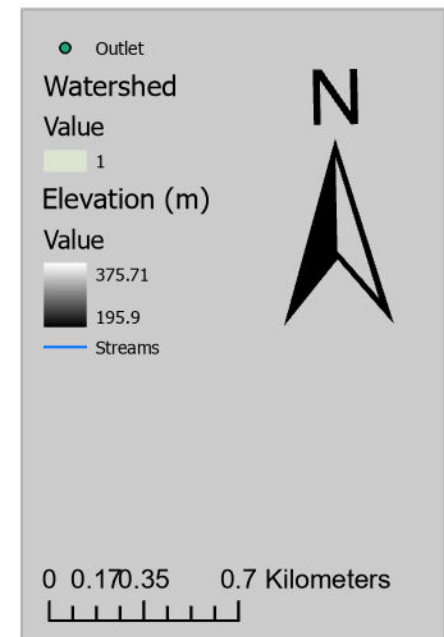 Outlet
Watershed
Value
1
Elevation (m)
Value
375.71
195.9
Streams
N
0 0.170.35 0.7 Kilometers